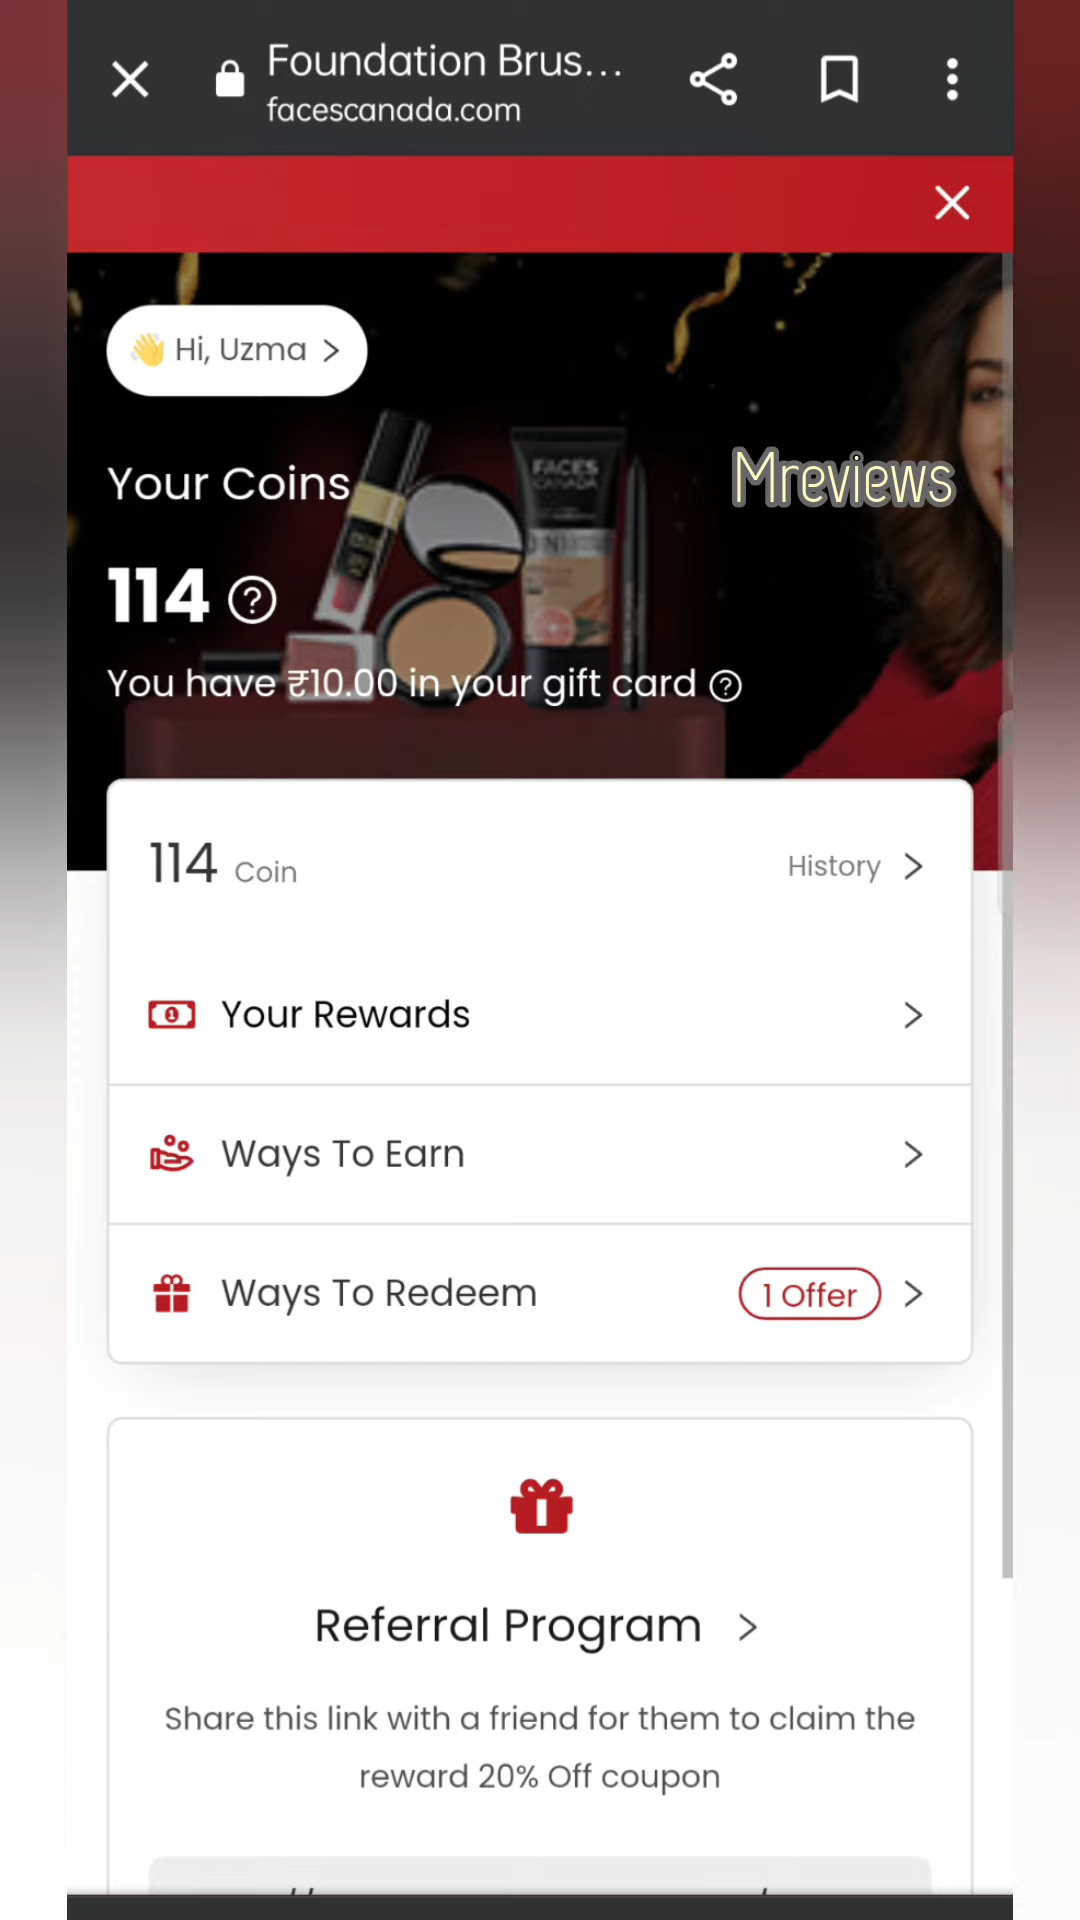 Foundation Brus...
facescanada.com
Hi, Uzma
Your Coins
Mreviews
FACES
CANADA
114
You have ₹10.00 in your gift card
114 Coin
History
Your Rewards
Ways To Earn
Ways To Redeem
1 Offer
Referral Program
Share this link with a friend for them to claim the
reward 20% Off coupon